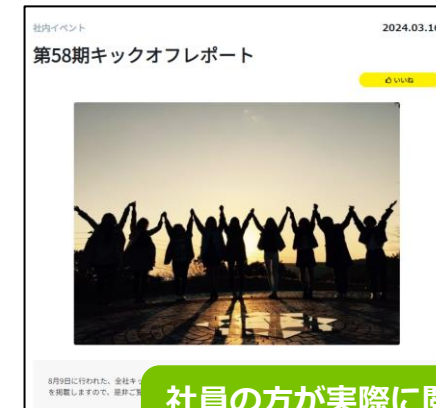 社内イベント
2024.03.16
第58期キックオフレポート
いいね
8月9日に行われた、全社キッ
を掲載しますので、是非ご覧
社員の方が実際に